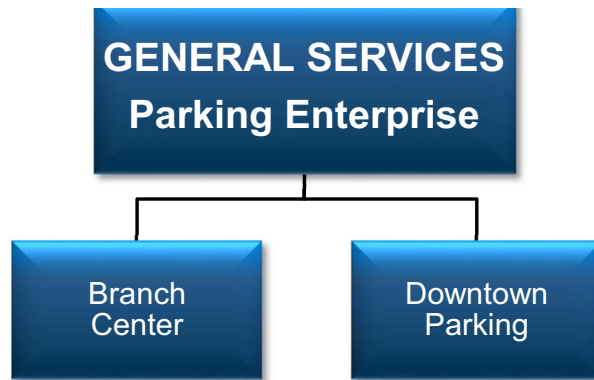 GENERAL SERVICES
Parking Enterprise
Branch
Center
Downtown
Parking